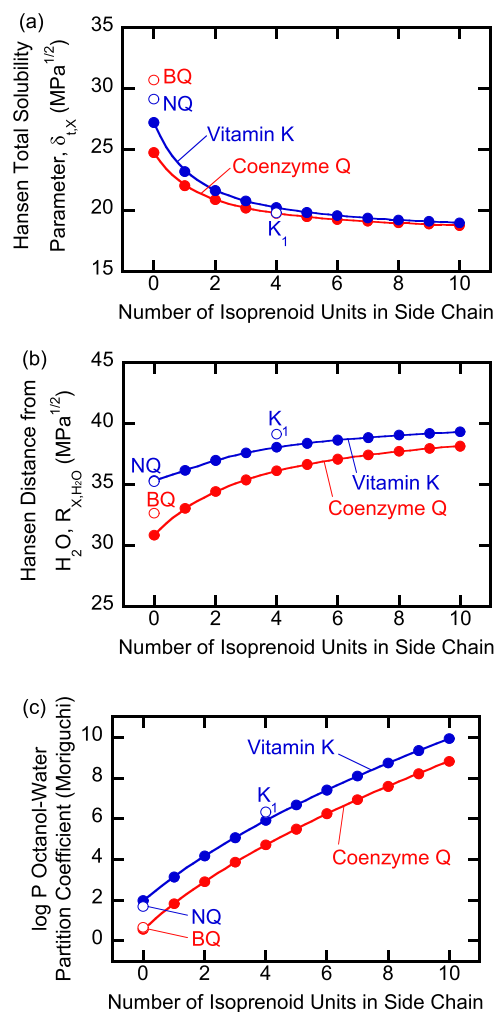 (a)
Hansen Total Solubility
Parameter, δt,X (MPa1/2)
35
30
25
20
15
BQ
NQ
Vitamin K
Coenzyme Q
K1
0 2 4 6 8 10
Number of Isoprenoid Units in Side Chain
(b)
Hansen Distance from
H2O, RX,H2O (MPa1/2)
45
40
35
30
25
NQ
BQ
K1
Vitamin K
Coenzyme Q
0 2 4 6 8 10
Number of Isoprenoid Units in Side Chain
(c)
log P Octanol-Water
Partition Coefficient (Moriguchi)
10
8
6
4
2
0
Vitamin K
K1
Coenzyme Q
NQ
BQ
0 2 4 6 8 10
Number of Isoprenoid Units in Side Chain